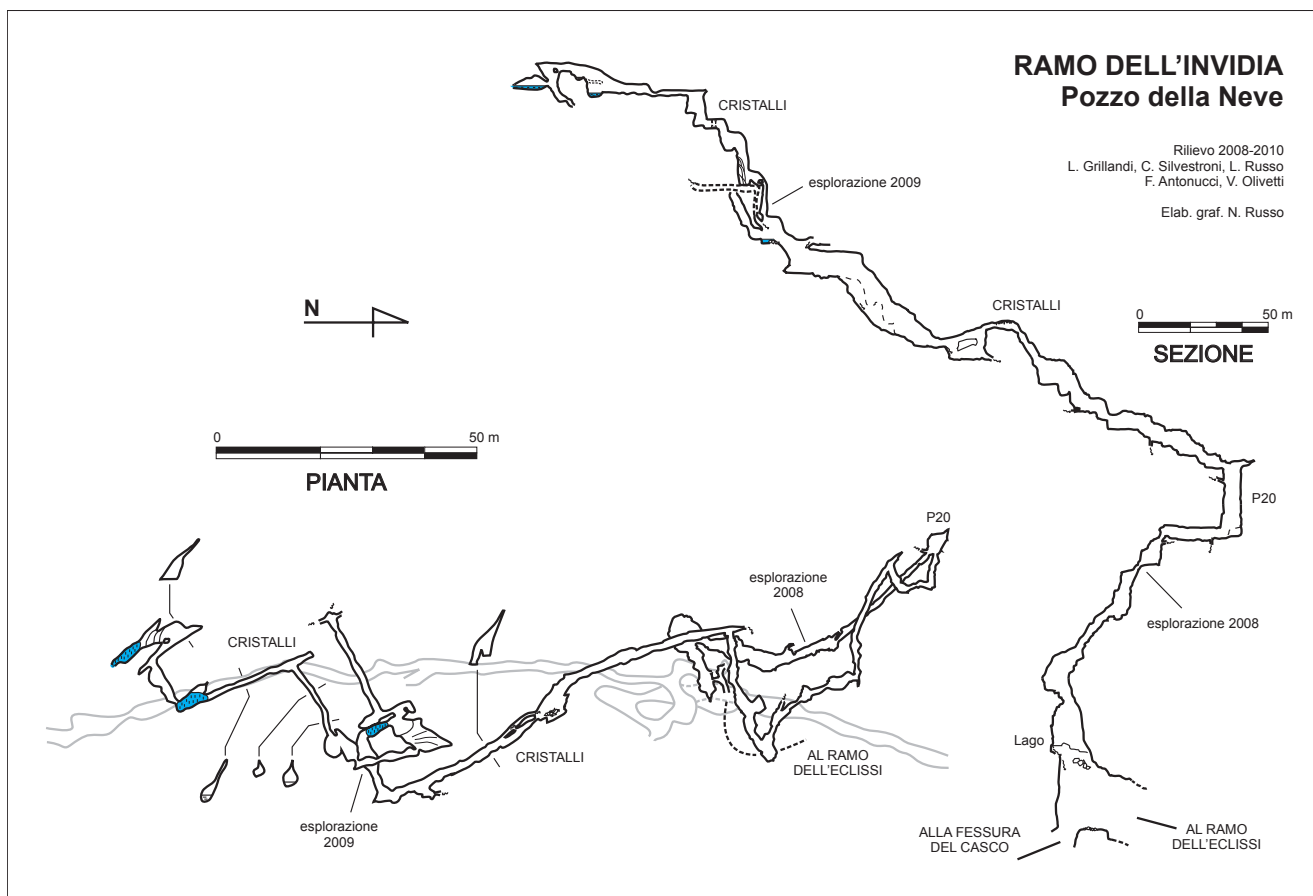 RAMO DELL'INVIDIA
Pozzo della Neve
Rilievo 2008-2010
L. Grillandi, C. Silvestroni, L. Russo
F. Antonucci, V. Olivetti
Elab. graf. N. Russo
CRISTALLI
esplorazione 2009
CRISTALLI
0 50 m
SEZIONE
N
0 50 m
PIANTA
P20
esplorazione 2008
Lago
ALLA FESSURA
DEL CASCO
AL RAMO
DELL'ECLISSI
P20
esplorazione
2008
CRISTALLI
CRISTALLI
AL RAMO
DELL'ECLISSI
esplorazione
2009